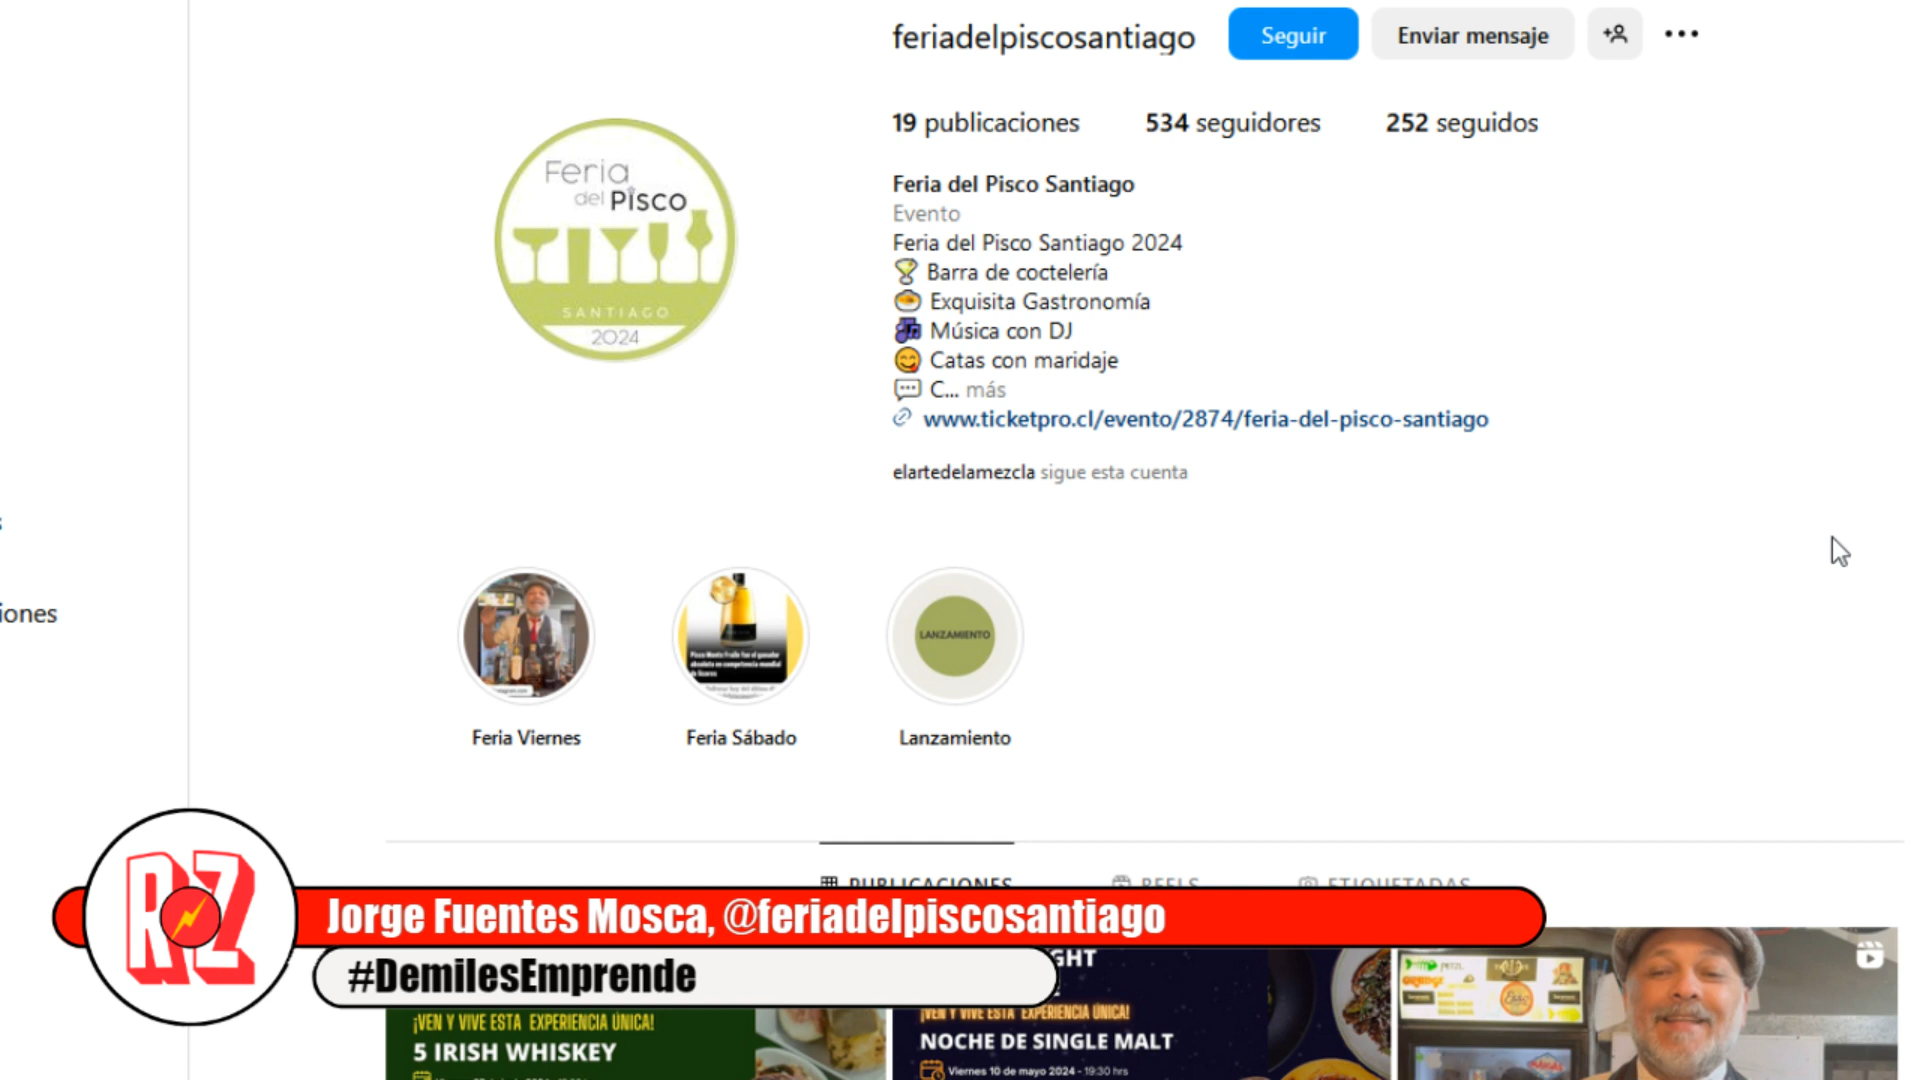 feriadelpiscosantiago
Seguir
Enviar mensaje
19 publicaciones
534 seguidores
252 seguidos
Feria del Pisco Santiago
Evento
Feria del Pisco Santiago 2024
Barra de coctelería
Exquisita Gastronomía
Música con DJ
Catas con maridaje
C... más
www.ticketpro.cl/evento/2874/feria-del-pisco-santiago
elartedelamezcla sigue esta cuenta
Feria
del Pisco
SANTIAGO
2024
iones
LANZAMIENTO
Feria Viernes
Feria Sábado
Lanzamiento
PUBLICACIONES
REELS
ETIQUETADAS
RZ
Jorge Fuentes Mosca, @feriadelpiscosantiago
#DemilesEmprende
¡VEN Y VIVE ESTA EXPERIENCIA ÚNICA!
5 IRISH WHISKEY
GHT
¡VEN Y VIVE ESTA EXPERIENCIA ÚNICA!
NOCHE DE SINGLE MALT
Viernes 10 de mayo 2024 - 19:30 hrs